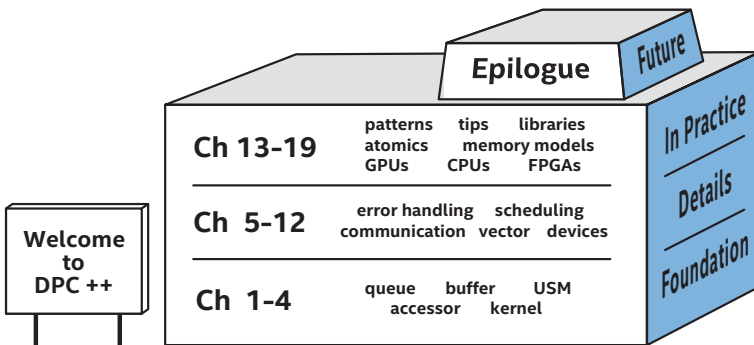 Epilogue
Future
Ch 13-19
patterns tips libraries
atomics memory models
GPUs CPUs FPGAs
In Practice
Ch 5-12
error handling scheduling
communication vector devices
Details
Ch 1-4
queue buffer USM
accessor kernel
Foundation
Welcome
to
DPC ++